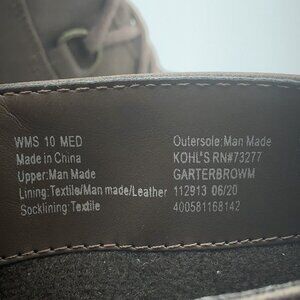 WMS 10 MED
Made in China
Upper:Man Made
Lining:Textile/Man made/Leather
Socklining:Textile
Outersole:Man Made
KOHL'S RN#73277
GARTERBROWM
112913 06/20
400581168142